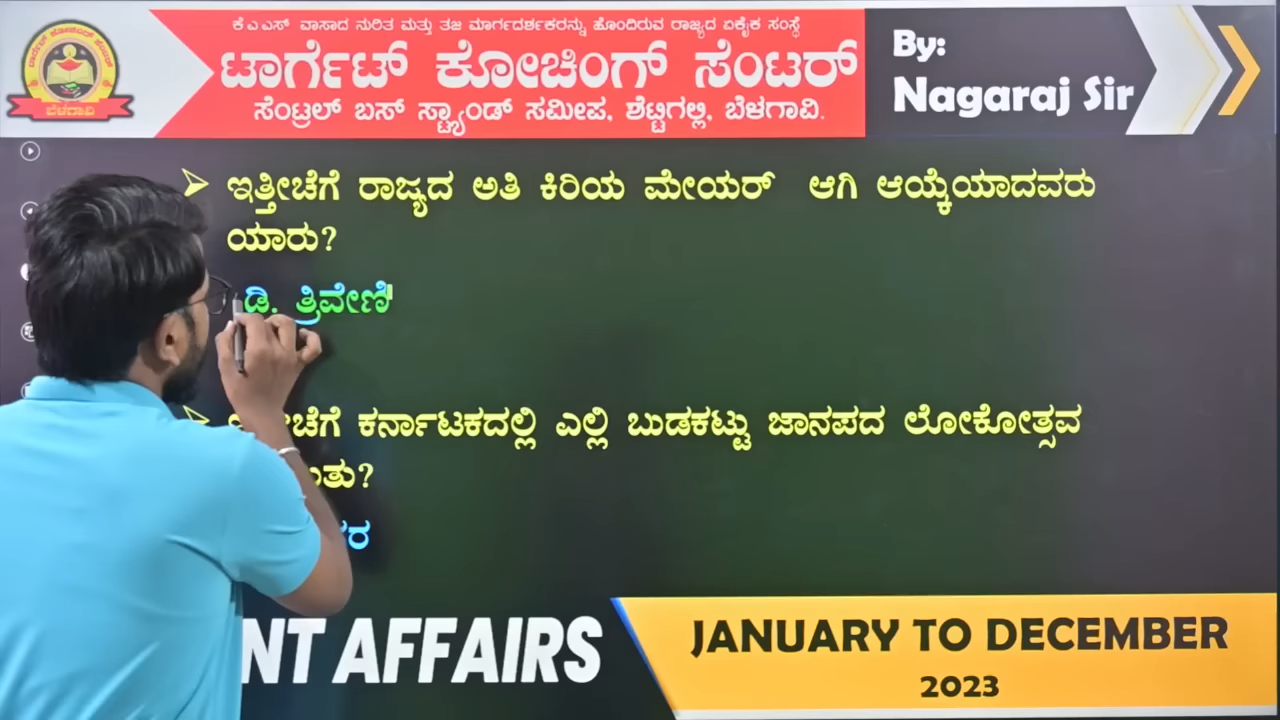 ಕೆ.ಎ.ಎಸ್ ಪಾಸಾದ ನುರಿತ ಮತ್ತು ತಜ್ಞ ಮಾರ್ಗದರ್ಶಕರನ್ನು ಹೊಂದಿರುವ ರಾಜ್ಯದ ಏಕೈಕ ಸಂಸ್ಥೆ
ಟಾರ್ಗೆಟ್ ಕೋಚಿಂಗ್ ಸೆಂಟರ್
ಸೆಂಟ್ರಲ್ ಬಸ್ ಸ್ಟ್ಯಾಂಡ್ ಸಮೀಪ, ಶೆಟ್ಟಿಗಲ್ಲಿ, ಬೆಳಗಾವಿ.
ಬೆಳಗಾವಿ
By:
Nagaraj Sir
ಇತ್ತೀಚೆಗೆ ರಾಜ್ಯದ ಅತಿ ಕಿರಿಯ ಮೇಯರ್ ಆಗಿ ಆಯ್ಕೆಯಾದವರು
ಯಾರು?
ಡಿ. ತ್ರಿವೇಣಿ
ಕರ್ನಾಟಕದಲ್ಲಿ ಎಲ್ಲಿ ಬುಡಕಟ್ಟು ಜಾನಪದ ಲೋಕೋತ್ಸವ
NT AFFAIRS
JANUARY TO DECEMBER
2023